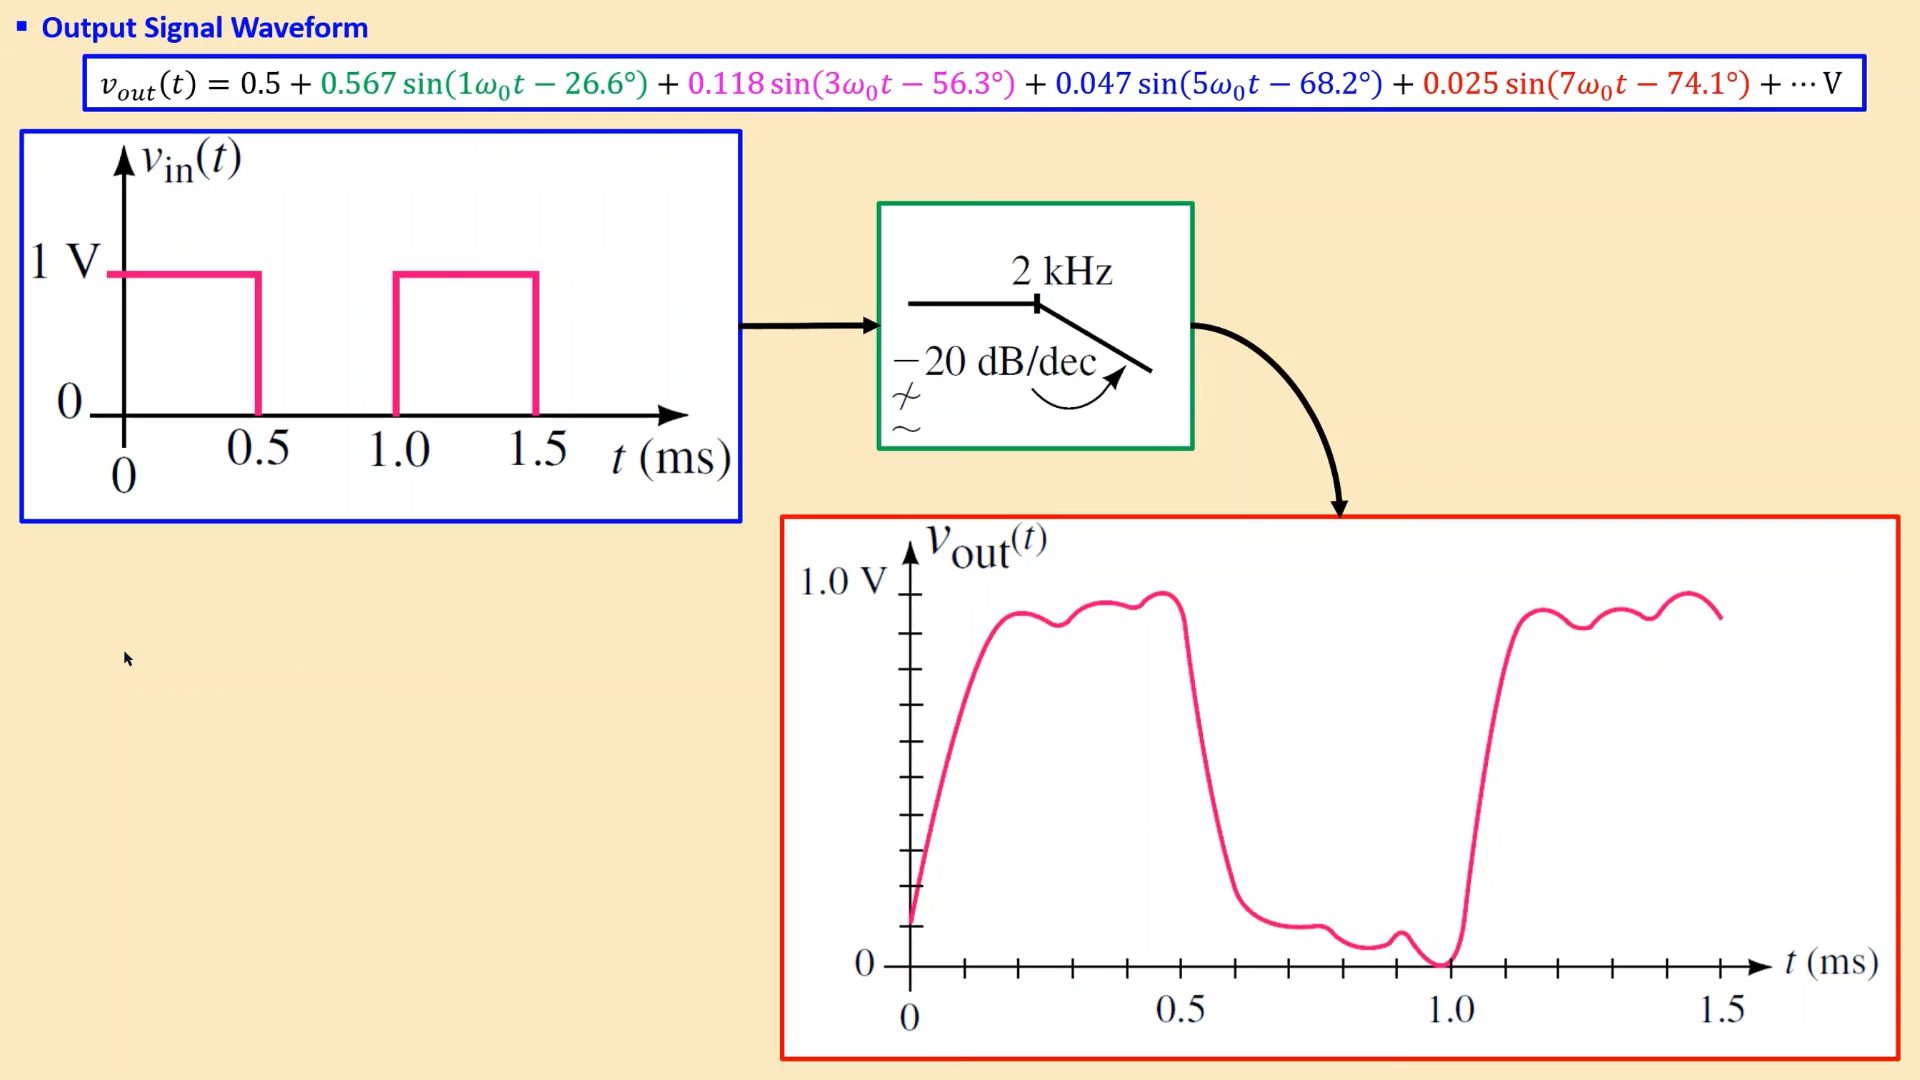 ▪ Output Signal Waveform
v_out(t) = 0.5 + 0.567 sin(1ω₀t − 26.6°) + 0.118 sin(3ω₀t − 56.3°) + 0.047 sin(5ω₀t − 68.2°) + 0.025 sin(7ω₀t − 74.1°) + ⋯ V
v_in(t)
1 V
0
0 0.5 1.0 1.5 t (ms)
2 kHz
−20 dB/dec
≁
∼
v_out(t)
1.0 V
0
t (ms)
0 0.5 1.0 1.5